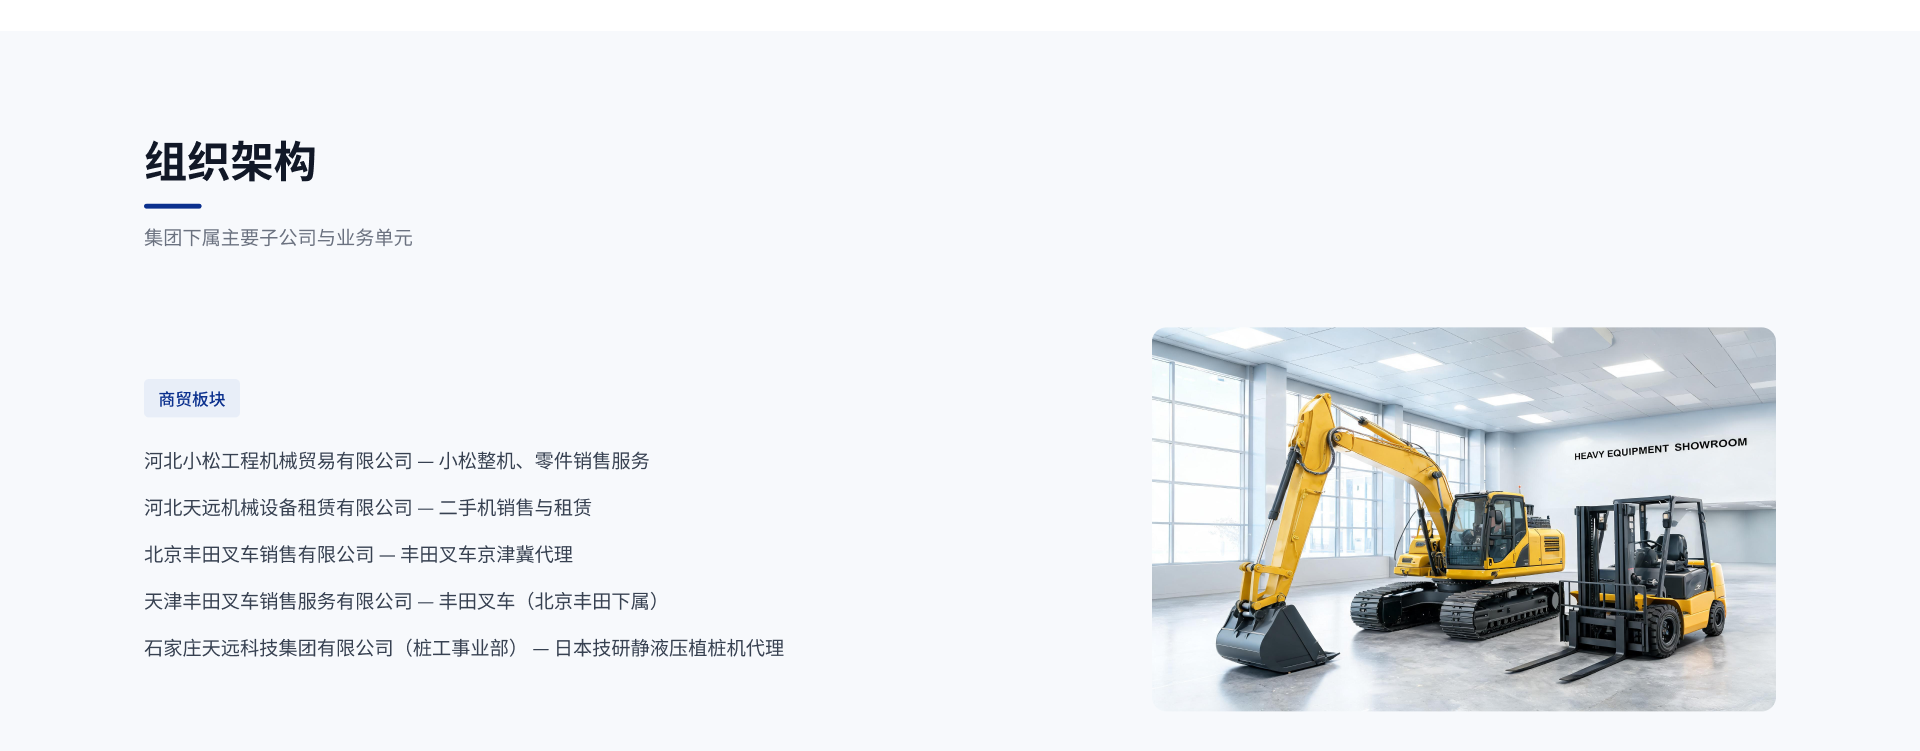 组织架构
集团下属主要子公司与业务单元
商贸板块
河北小松工程机械贸易有限公司 — 小松整机、零件销售服务
河北天远机械设备租赁有限公司 — 二手机销售与租赁
北京丰田叉车销售有限公司 — 丰田叉车京津冀代理
天津丰田叉车销售服务有限公司 — 丰田叉车（北京丰田下属）
石家庄天远科技集团有限公司（桩工事业部） — 日本技研静液压植桩机代理
HEAVY EQUIPMENT SHOWROOM